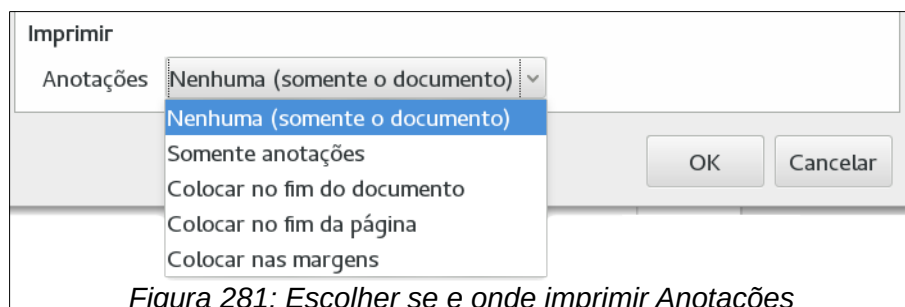 Imprimir
Anotações Nenhuma (somente o documento)
Nenhuma (somente o documento)
Somente anotações
Colocar no fim do documento
Colocar no fim da página
Colocar nas margens
OK Cancelar
Figura 281: Escolher se e onde imprimir Anotações